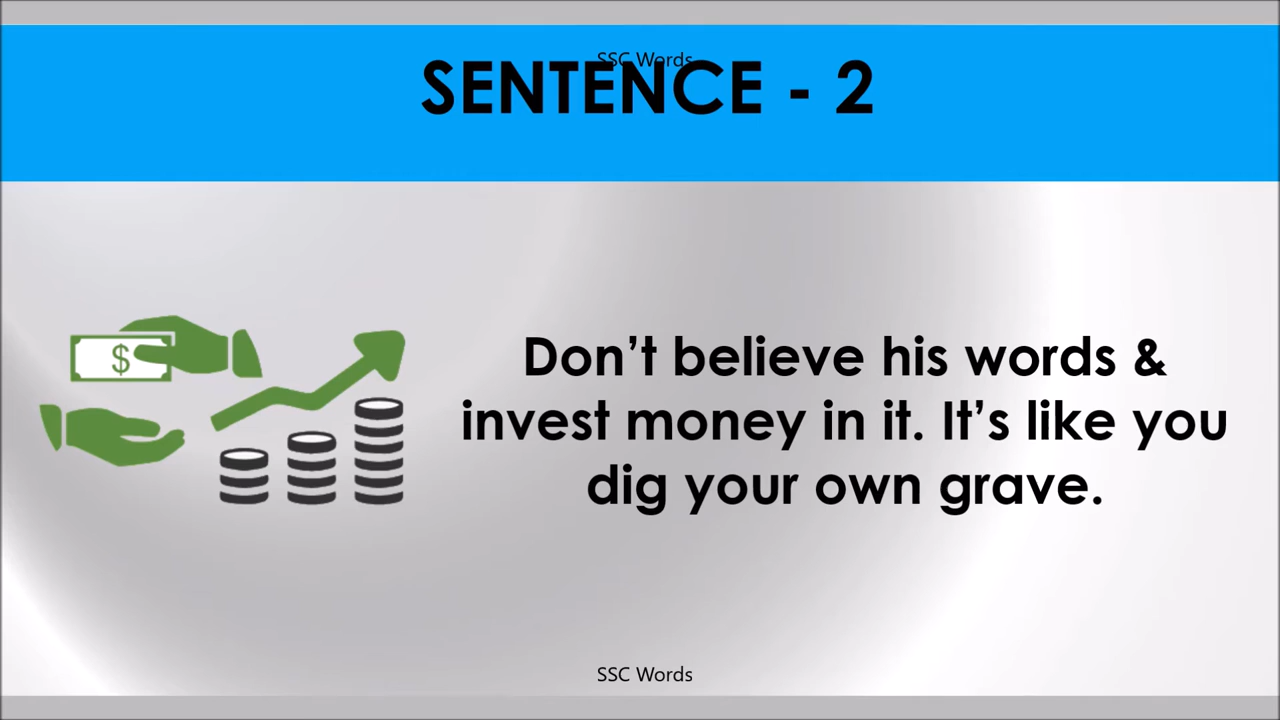 SSC Words
SENTENCE - 2
$
Don’t believe his words &
invest money in it. It’s like you
dig your own grave.
SSC Words